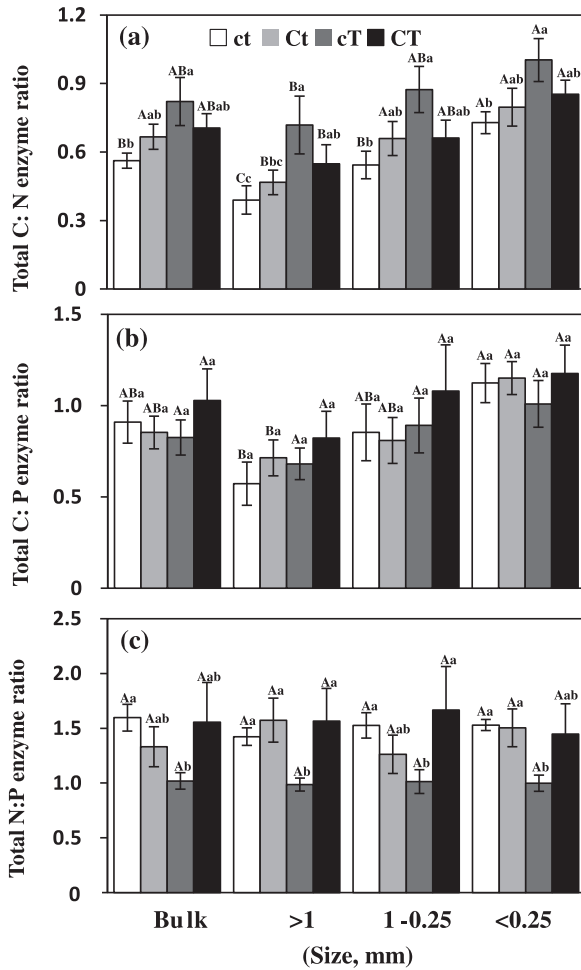 (a)
ct Ct cT CT
Total C: N enzyme ratio
1.2
0.9
0.6
0.3
0
Bb Aab ABa ABab
Cc Bbc Ba Bab
Bb Aab ABa ABab
Ab Aab Aa Aab
(b)
Total C: P enzyme ratio
1.5
1.0
0.5
0
ABa ABa Aa Aa
Ba Ba Aa Aa
ABa ABa Aa Aa
Aa Aa Aa Aa
(c)
Total N:P enzyme ratio
2.5
2.0
1.5
1.0
0.5
0
Aa Aab Ab Aab
Aa Aa Ab Aa
Aa Aab Ab Aa
Aa Aa Ab Aab
Bulk >1 1 -0.25 <0.25
(Size, mm)